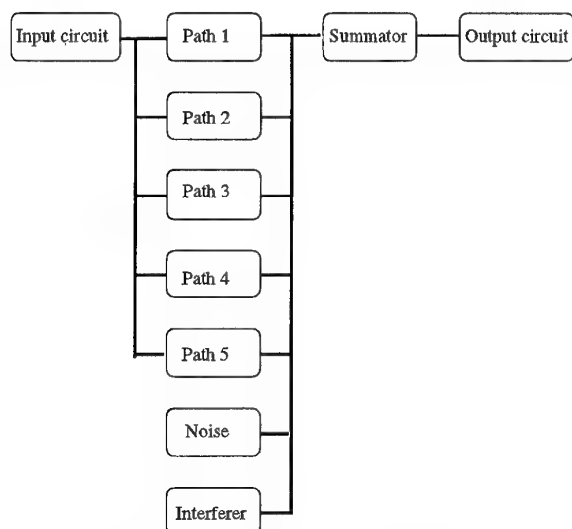 Input circuit
Path 1
Summator
Output circuit
Path 2
Path 3
Path 4
Path 5
Noise
Interferer